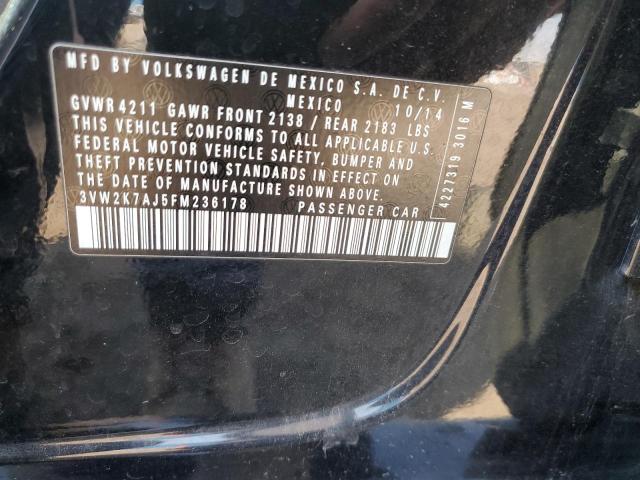 MFD BY VOLKSWAGEN DE MEXICO S.A. DE C.V.
MEXICO 10/14
GVWR 4211 GAWR FRONT 2138 / REAR 2183 LBS
THIS VEHICLE CONFORMS TO ALL APPLICABLE U.S.
FEDERAL MOTOR VEHICLE SAFETY, BUMPER AND
THEFT PREVENTION STANDARDS IN EFFECT ON
THE DATE OF MANUFACTURE SHOWN ABOVE.
3VW2K7AJ5FM236178 PASSENGER CAR
4227319 3016 M